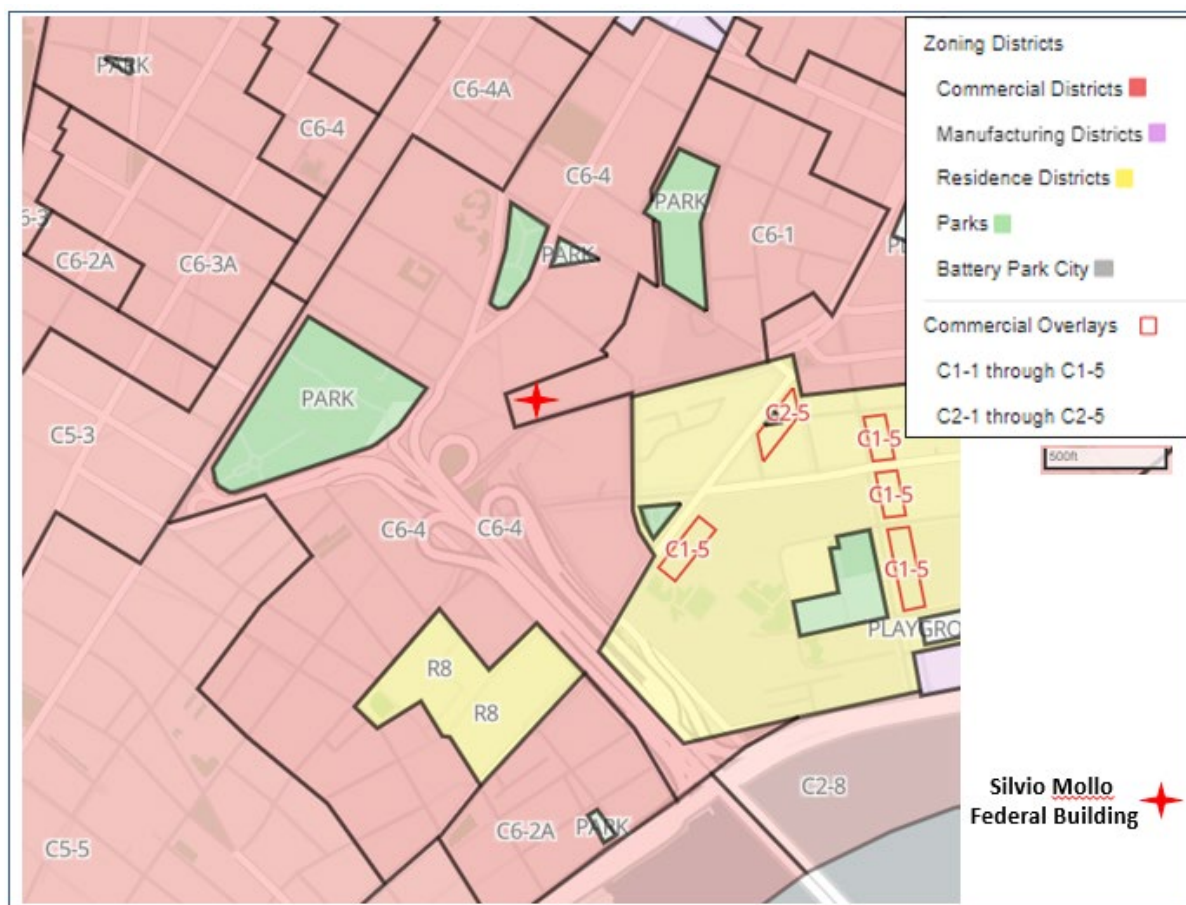 PARK
C6-4A
C6-4
C6-4
PARK
C6-1
PARK
C6-2A
C6-3A
PARK
C5-3
C2-5
C1-5
C1-5
C1-5
C1-5
C6-4
C6-4
PLAYGRO
R8
R8
C2-8
C6-2A
PARK
C5-5
Zoning Districts
Commercial Districts
Manufacturing Districts
Residence Districts
Parks
Battery Park City
Commercial Overlays
C1-1 through C1-5
C2-1 through C2-5
500ft
Silvio Mollo
Federal Building